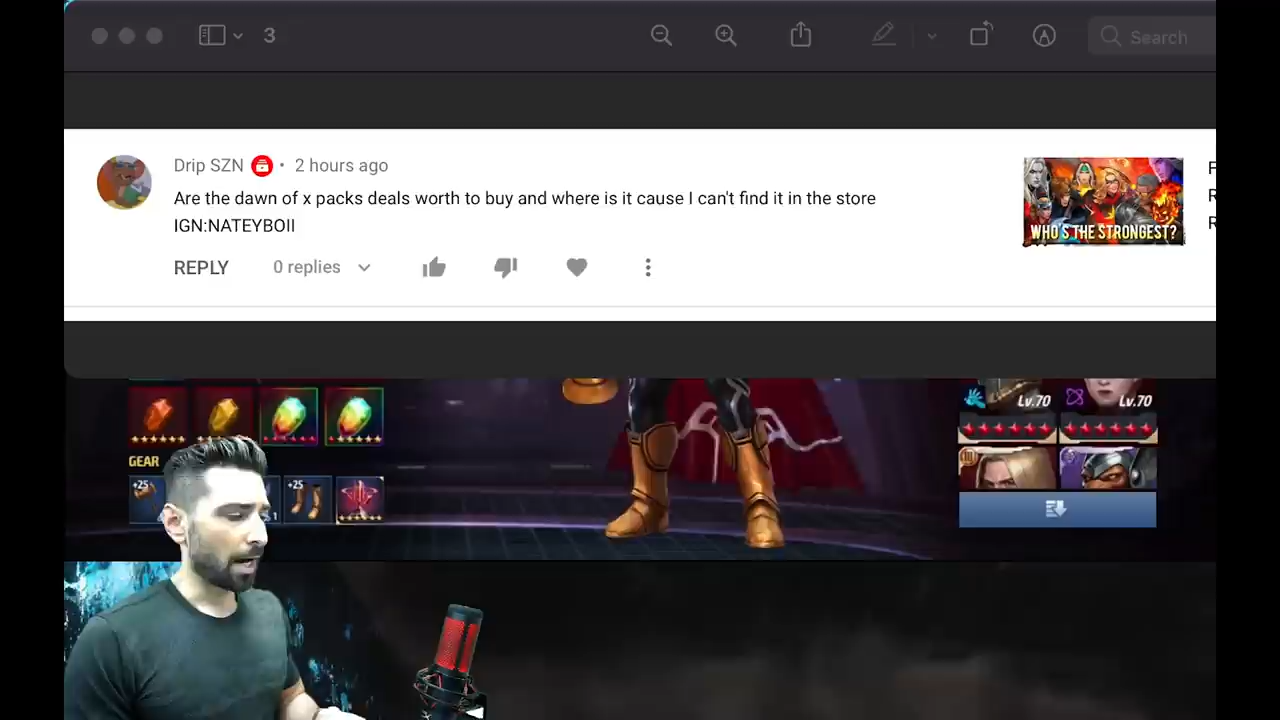 3
Search
Drip SZN • 2 hours ago
Are the dawn of x packs deals worth to buy and where is it cause I can't find it in the store
IGN:NATEYBOII
REPLY 0 replies
WHO'S THE STRONGEST?
F
R
R
Lv.70 Lv.70
GEAR
+25 +25